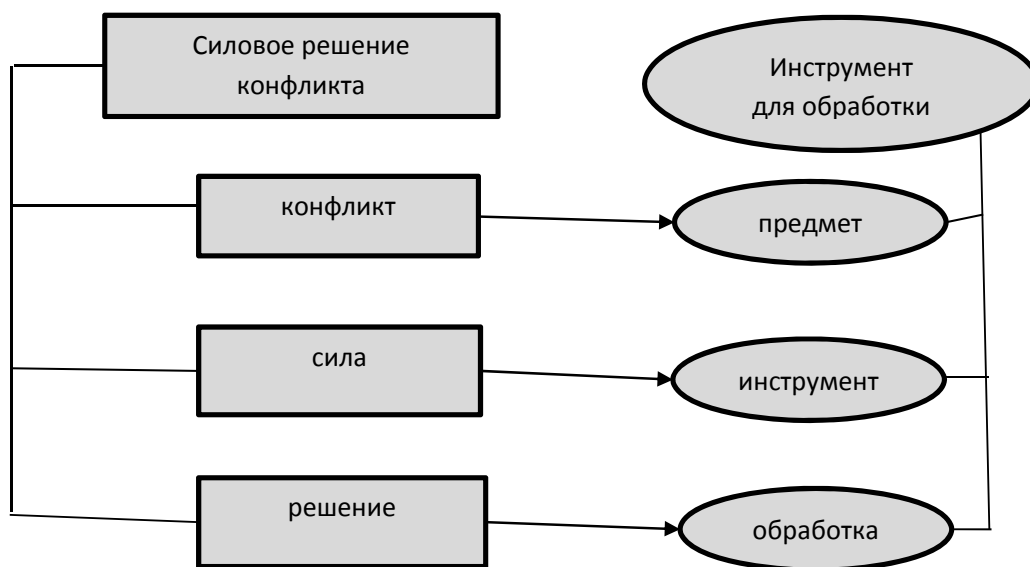 Силовое решение
конфликта
Инструмент
для обработки
конфликт
предмет
сила
инструмент
решение
обработка